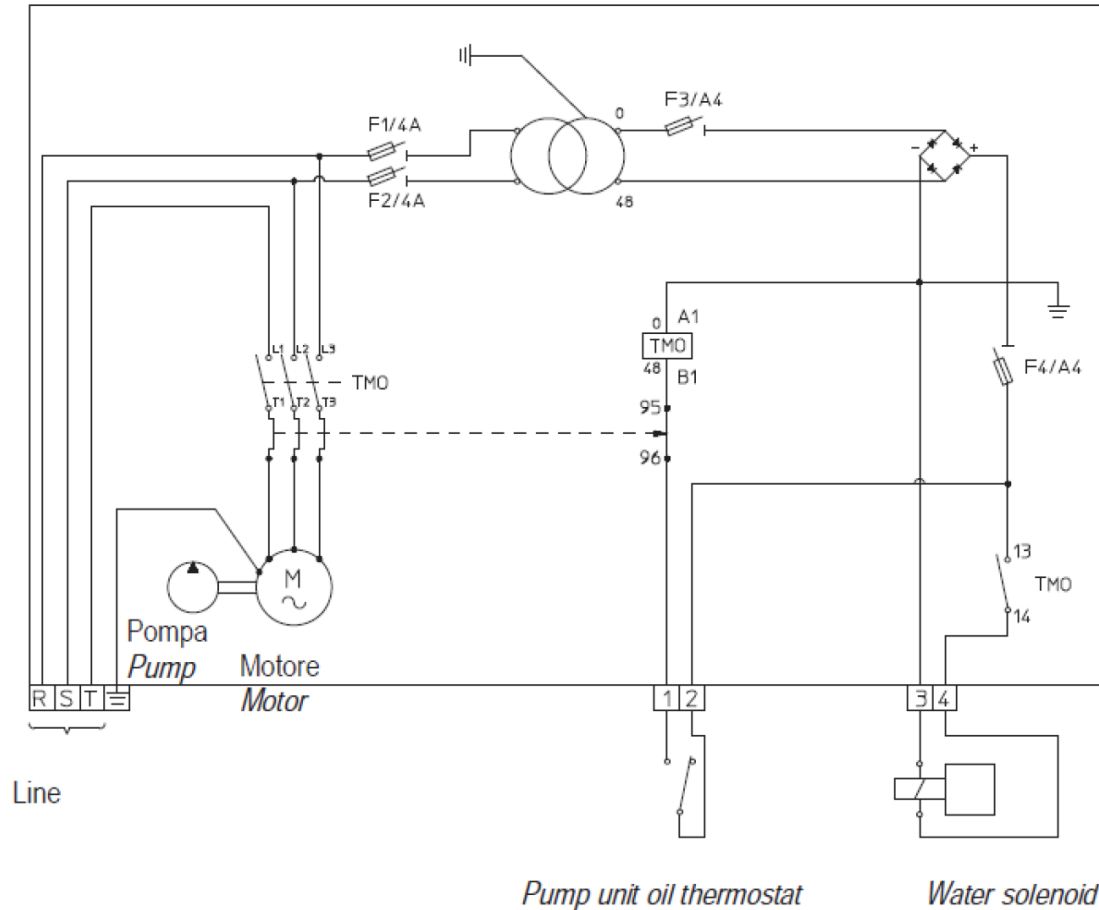 F1/4A
F2/4A
0
48
F3/A4
- +
0 A1
TMO
48 B1
95
96
F4/A4
L1 L2 L3
TMO
T1 T2 T3
13
TMO
14
M
Pompa
Pump
Motore
Motor
R S T
1 2
3 4
Line
Pump unit oil thermostat
Water solenoid